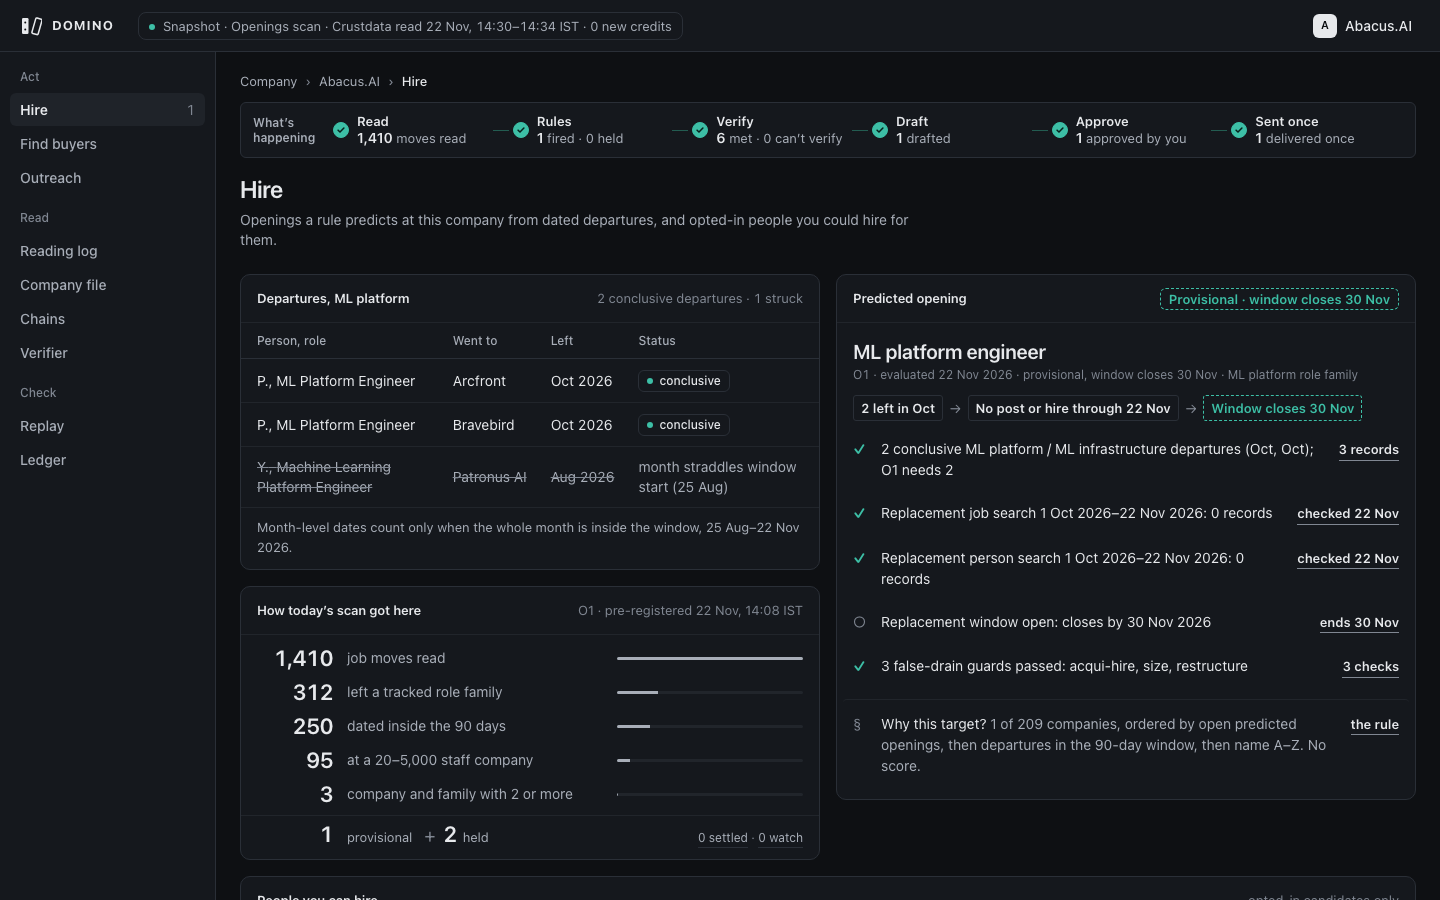 DOMINO
Snapshot · Openings scan · Crustdata read 22 Nov, 14:30–14:34 IST · 0 new credits
A
Abacus.AI
Act
Hire 1
Find buyers
Outreach
Read
Reading log
Company file
Chains
Verifier
Check
Replay
Ledger
Company › Abacus.AI › Hire
What's happening
Read
1,410 moves read
Rules
1 fired · 0 held
Verify
6 met · 0 can't verify
Draft
1 drafted
Approve
1 approved by you
Sent once
1 delivered once
Hire
Openings a rule predicts at this company from dated departures, and opted-in people you could hire for
them.
Departures, ML platform
2 conclusive departures · 1 struck
Person, role Went to Left Status
P., ML Platform Engineer Arcfront Oct 2026 conclusive
P., ML Platform Engineer Bravebird Oct 2026 conclusive
Y., Machine Learning
Platform Engineer
Patronus AI Aug 2026
month straddles window
start (25 Aug)
Month-level dates count only when the whole month is inside the window, 25 Aug–22 Nov
2026.
How today's scan got here
O1 · pre-registered 22 Nov, 14:08 IST
1,410 job moves read
312 left a tracked role family
250 dated inside the 90 days
95 at a 20–5,000 staff company
3 company and family with 2 or more
1 provisional + 2 held
0 settled · 0 watch
Predicted opening
Provisional · window closes 30 Nov
ML platform engineer
O1 · evaluated 22 Nov 2026 · provisional, window closes 30 Nov · ML platform role family
2 left in Oct → No post or hire through 22 Nov → Window closes 30 Nov
2 conclusive ML platform / ML infrastructure departures (Oct, Oct);
O1 needs 2
3 records
Replacement job search 1 Oct 2026–22 Nov 2026: 0 records
checked 22 Nov
Replacement person search 1 Oct 2026–22 Nov 2026: 0
records
checked 22 Nov
Replacement window open: closes by 30 Nov 2026
ends 30 Nov
3 false-drain guards passed: acqui-hire, size, restructure
3 checks
§ Why this target? 1 of 209 companies, ordered by open predicted
openings, then departures in the 90-day window, then name A–Z. No
score.
the rule
People you can hire
opted-in candidates only